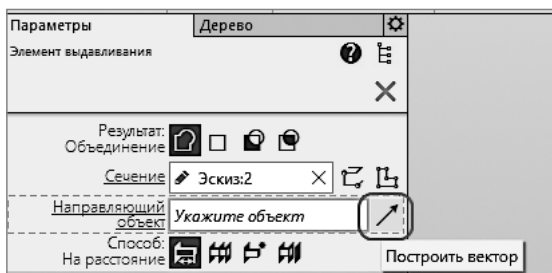 Параметры Дерево
Элемент выдавливания
Результат:
Объединение
Сечение Эскиз:2
Направляющий
объект Укажите объект
Способ:
На расстояние
Построить вектор